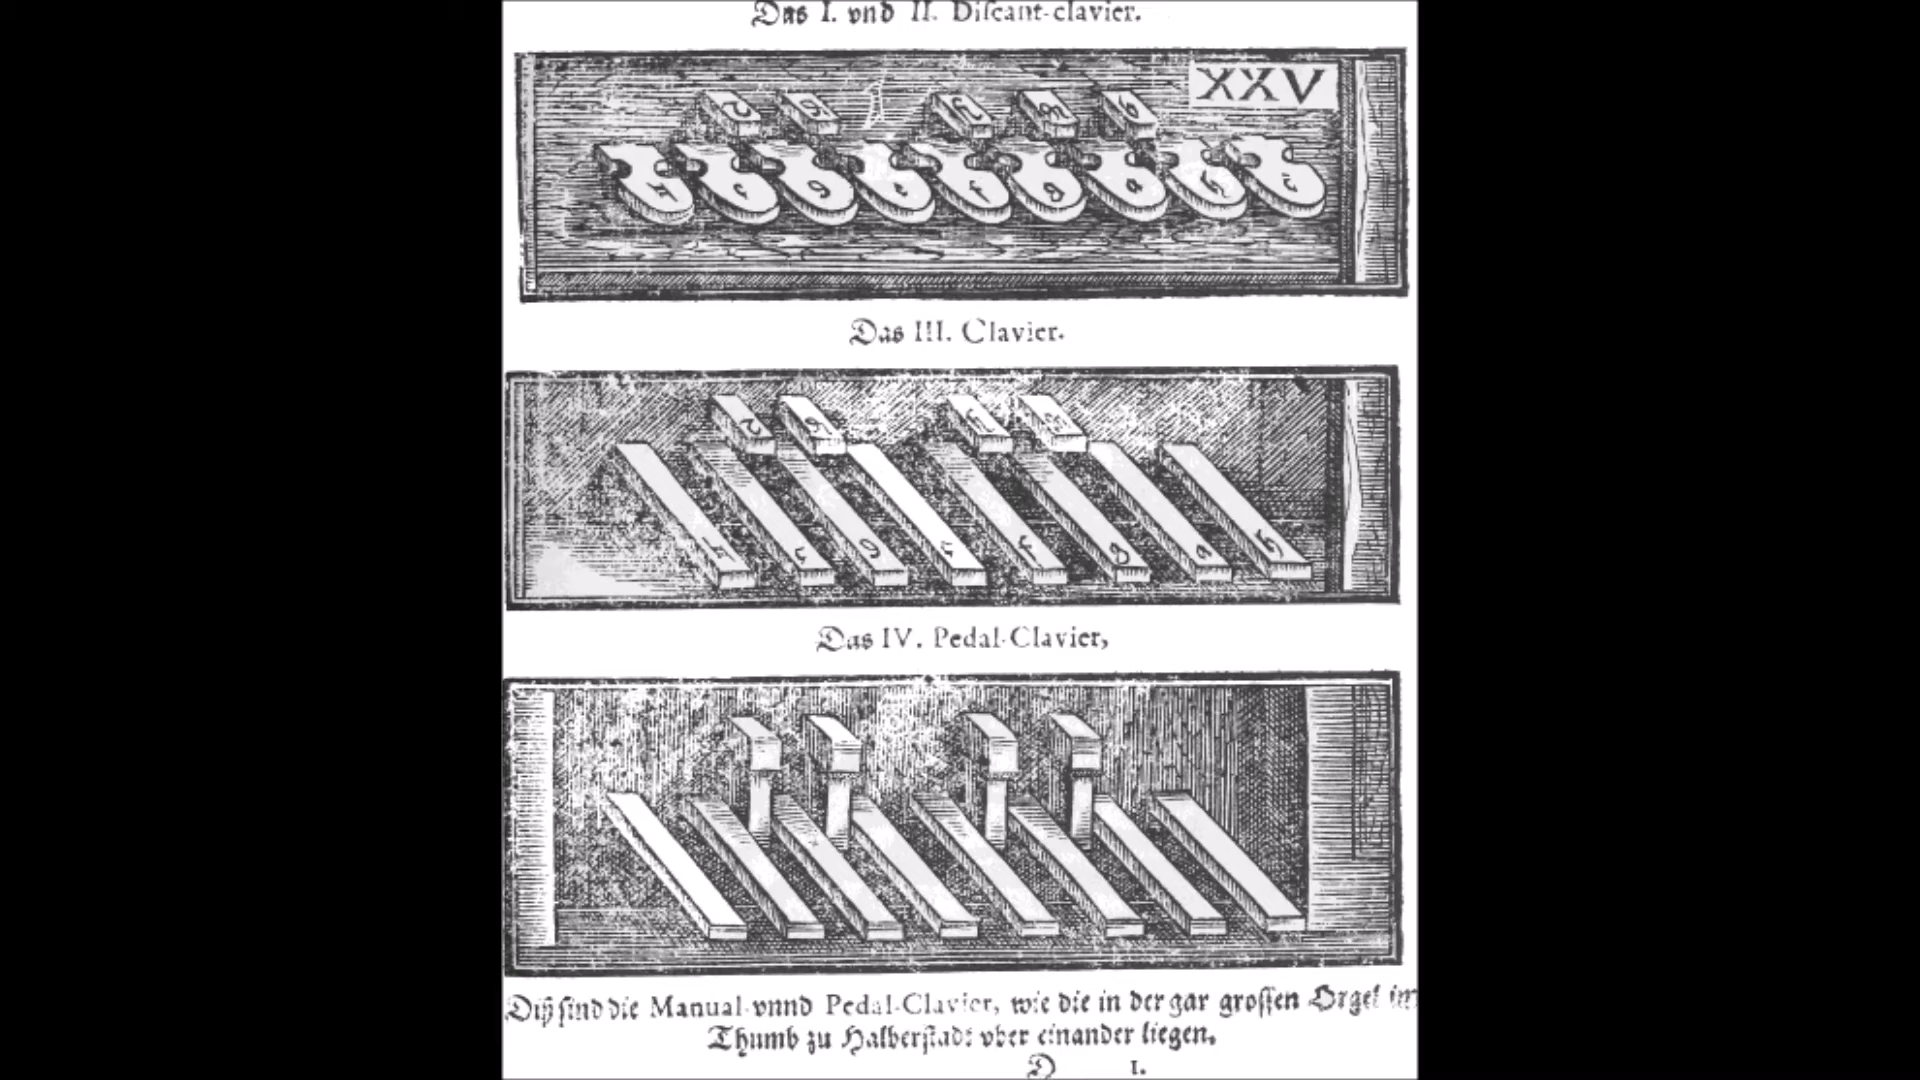 Das I. vnd II. Discant-clavier.
XXV
Das III. Clavier.
Das IV. Pedal-Clavier,
Diß sind die Manual-vnnd Pedal-Clavier, wie die in der gar grossen Orgel im
Thumb zu Halberstadt vber einander liegen.
D 1.